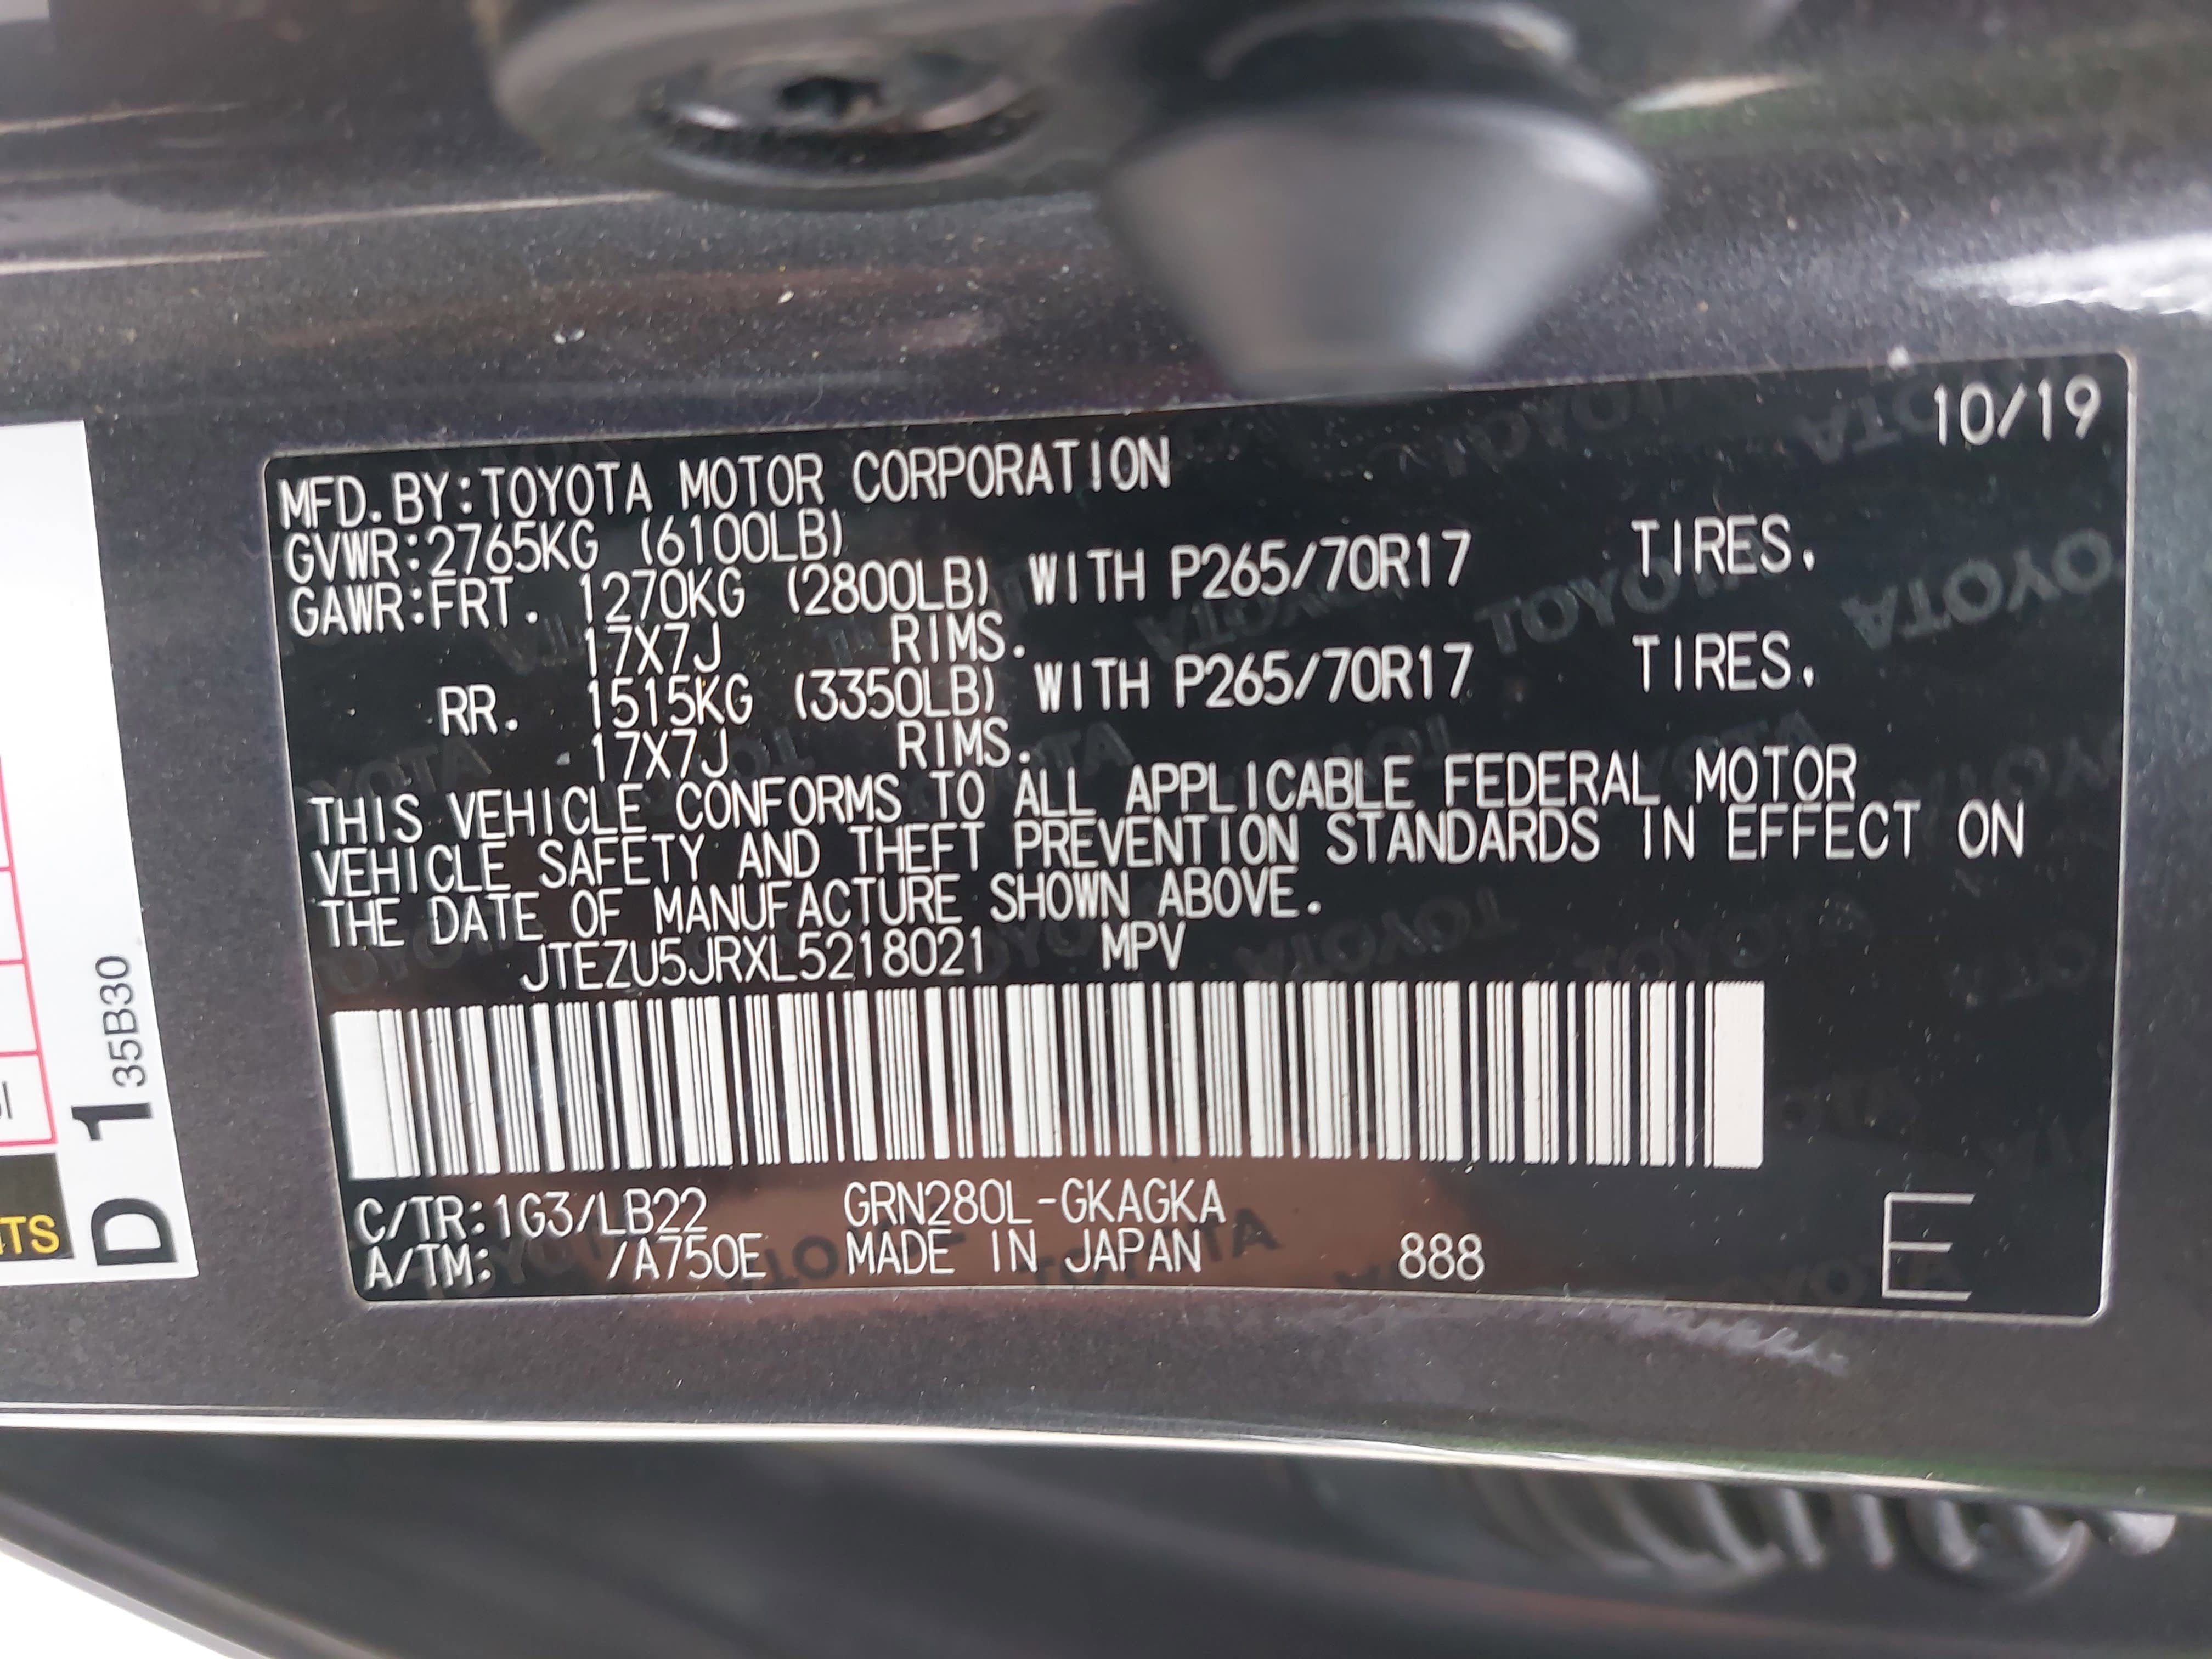 10/19
MFD. BY:TOYOTA MOTOR CORPORATION
GVWR:2765KG (6100LB)
GAWR:FRT. 1270KG (2800LB) WITH P265/70R17 TIRES.
17X7J RIMS.
RR. 1515KG (3350LB) WITH P265/70R17 TIRES.
17X7J RIMS.
THIS VEHICLE CONFORMS TO ALL APPLICABLE FEDERAL MOTOR
VEHICLE SAFETY AND THEFT PREVENTION STANDARDS IN EFFECT ON
THE DATE OF MANUFACTURE SHOWN ABOVE.
JTEZU5JRXL5218021 MPV
C/TR:1G3/LB22 GRN280L-GKAGKA
A/TM: /A750E MADE IN JAPAN 888
E
D 1 35B30
TS